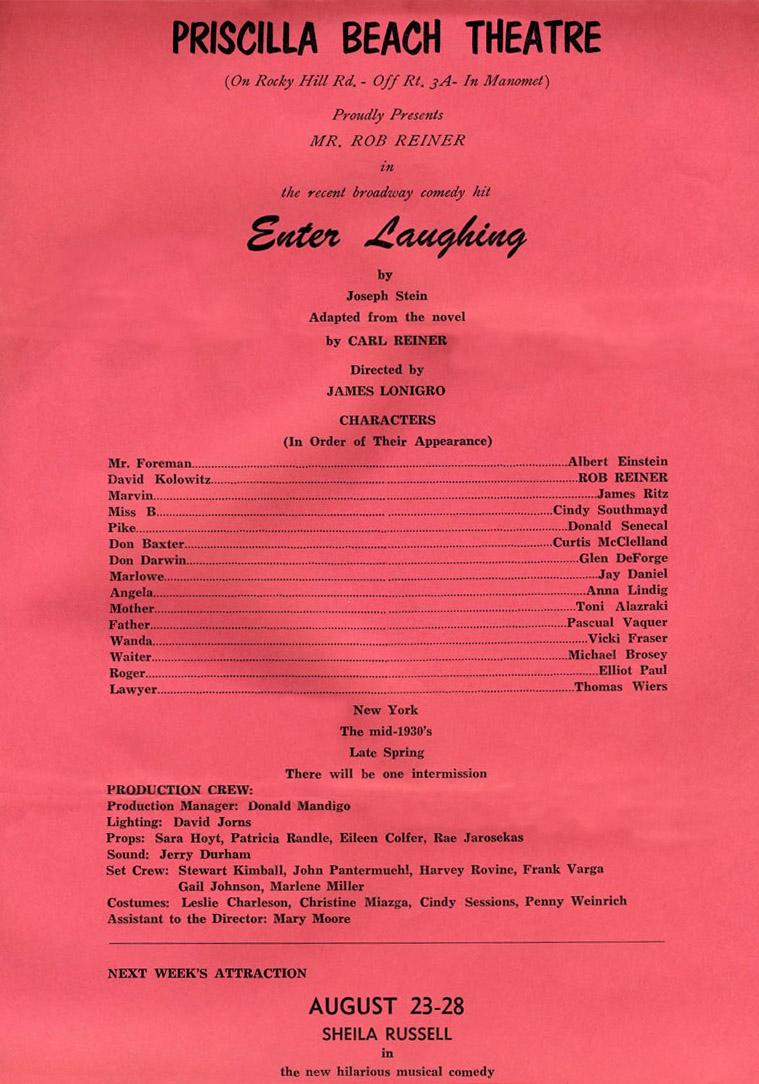 PRISCILLA BEACH THEATRE
(On Rocky Hill Rd. - Off Rt. 3A- In Manomet)
Proudly Presents
MR. ROB REINER
in
the recent broadway comedy hit
Enter Laughing
by
Joseph Stein
Adapted from the novel
by CARL REINER
Directed by
JAMES LONIGRO
CHARACTERS
(In Order of Their Appearance)
Mr. Foreman........Albert Einstein
David Kolowitz........ROB REINER
Marvin........James Ritz
Miss B........Cindy Southmayd
Pike........Donald Senecal
Don Baxter........Curtis McClelland
Don Darwin........Glen DeForge
Marlowe........Jay Daniel
Angela........Anna Lindig
Mother........Toni Alazraki
Father........Pascual Vaquer
Wanda........Vicki Fraser
Waiter........Michael Brosey
Roger........Elliot Paul
Lawyer........Thomas Wiers
New York
The mid-1930's
Late Spring
There will be one intermission
PRODUCTION CREW:
Production Manager: Donald Mandigo
Lighting: David Jorns
Props: Sara Hoyt, Patricia Randle, Eileen Colfer, Rae Jarosekas
Sound: Jerry Durham
Set Crew: Stewart Kimball, John Pantermuehl, Harvey Rovine, Frank Varga
Gail Johnson, Marlene Miller
Costumes: Leslie Charleson, Christine Miazga, Cindy Sessions, Penny Weinrich
Assistant to the Director: Mary Moore
NEXT WEEK'S ATTRACTION
AUGUST 23-28
SHEILA RUSSELL
in
the new hilarious musical comedy